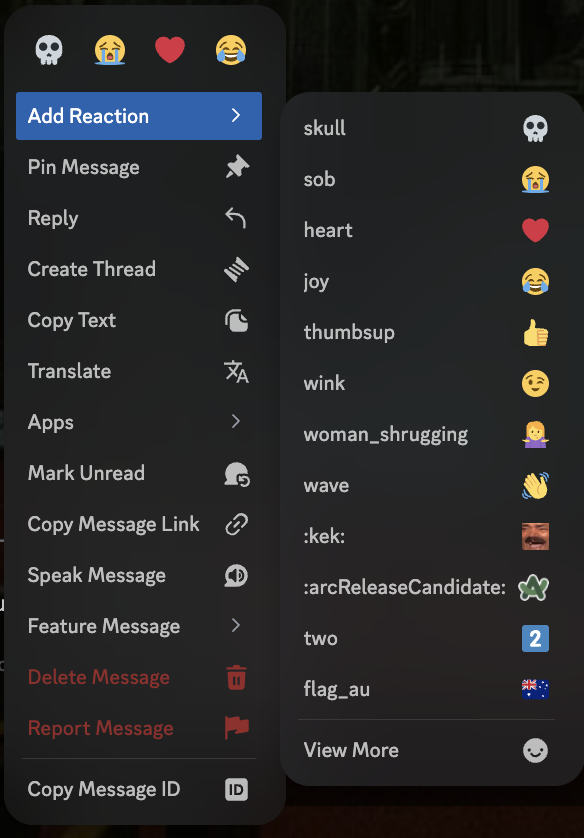 Add Reaction
Pin Message
Reply
Create Thread
Copy Text
Translate
Apps
Mark Unread
Copy Message Link
Speak Message
Feature Message
Delete Message
Report Message
Copy Message ID
ID
skull
sob
heart
joy
thumbsup
wink
woman_shrugging
wave
:kek:
:arcReleaseCandidate:
two
2
flag_au
View More